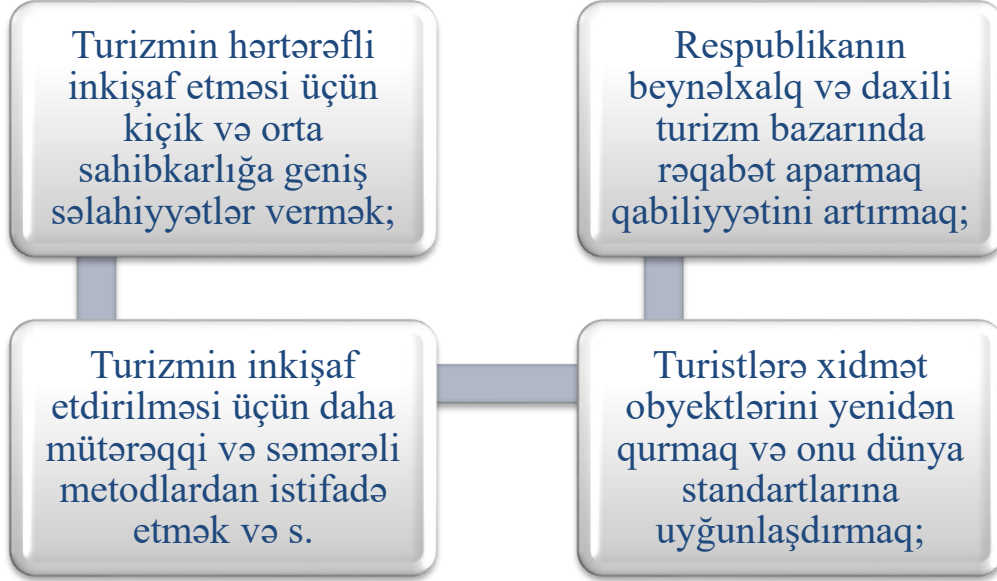 Turizmin hərtərəfli
inkişaf etməsi üçün
kiçik və orta
sahibkarlığa geniş
səlahiyyətlər vermək;
Respublikanın
beynəlxalq və daxili
turizm bazarında
rəqabət aparmaq
qabiliyyətini artırmaq;
Turizmin inkişaf
etdirilməsi üçün daha
mütərəqqi və səmərəli
metodlardan istifadə
etmək və s.
Turistlərə xidmət
obyektlərini yenidən
qurmaq və onu dünya
standartlarına
uyğunlaşdırmaq;